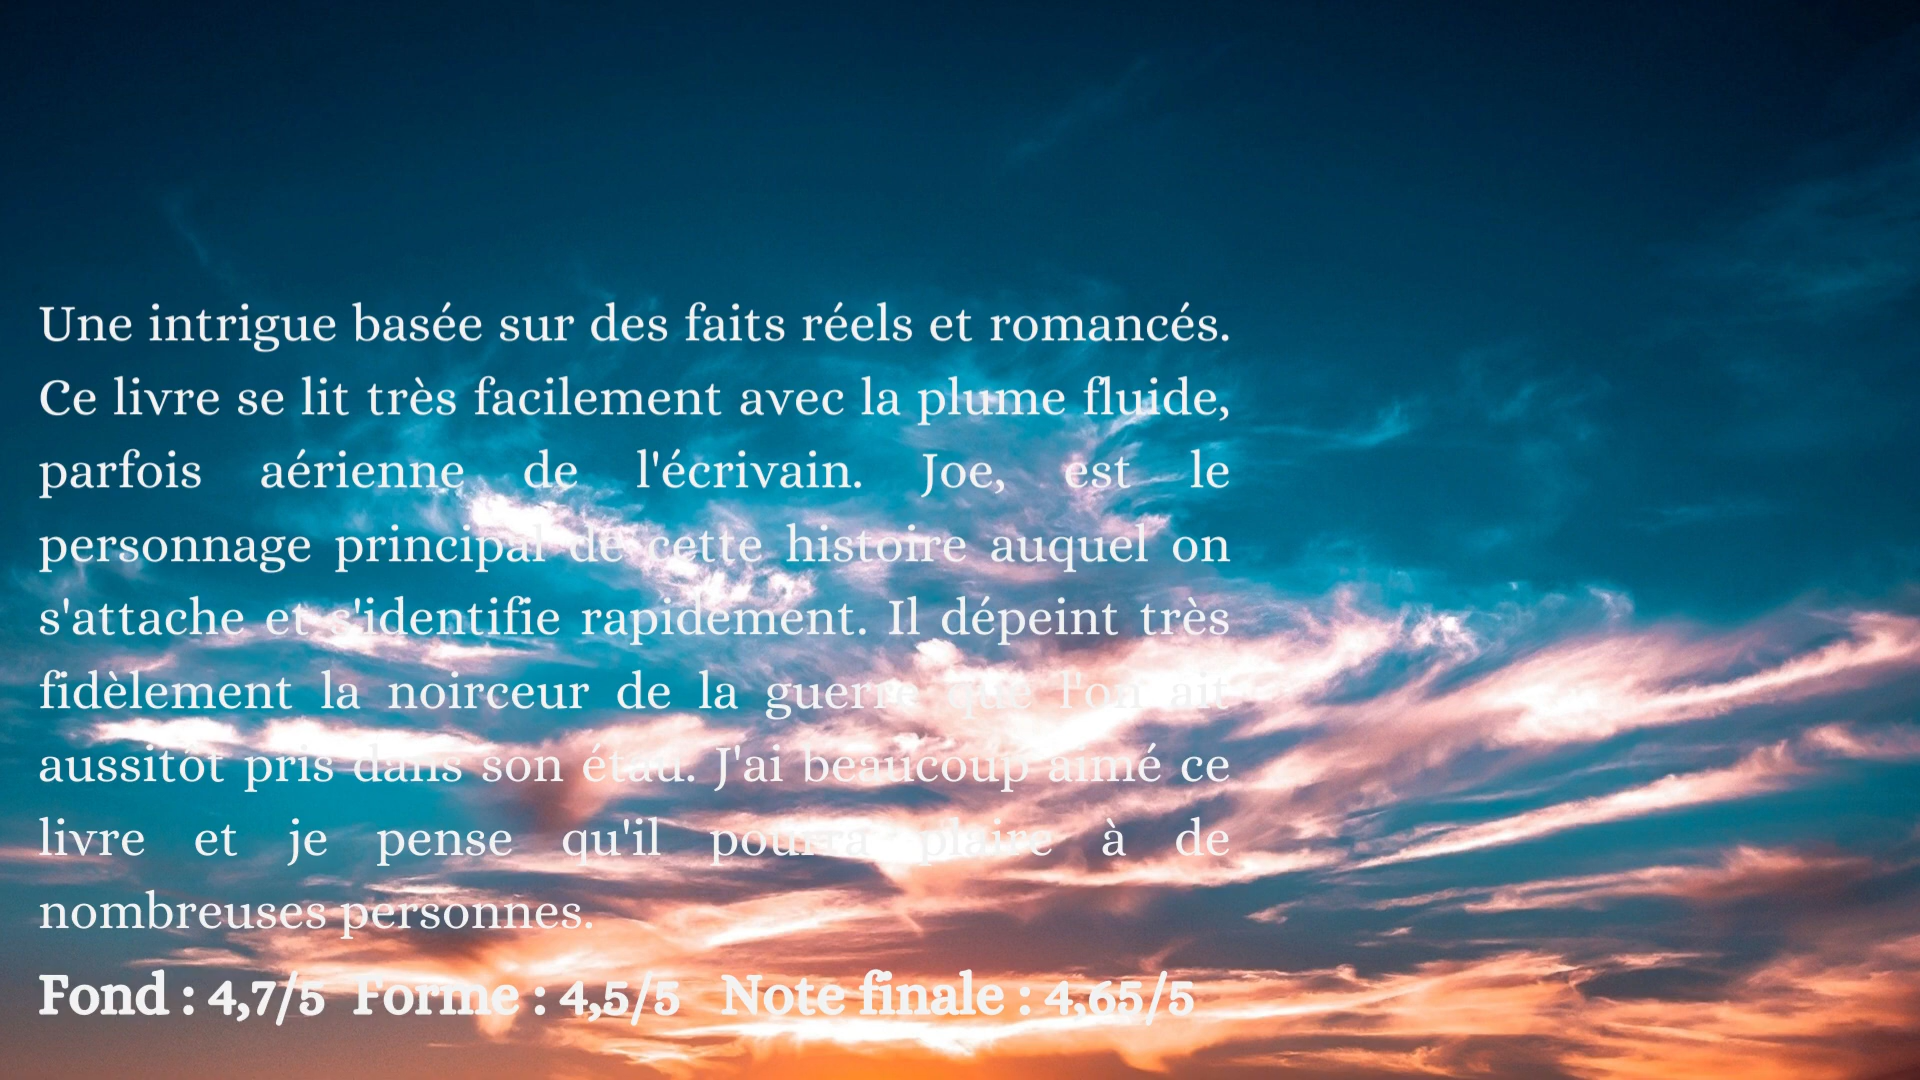 Une intrigue basée sur des faits réels et romancés.
Ce livre se lit très facilement avec la plume fluide,
parfois aérienne de l'écrivain. Joe, est le
personnage principal de cette histoire auquel on
s'attache et s'identifie rapidement. Il dépeint très
fidèlement la noirceur de la guerre que l'on ait
aussitôt pris dans son étau. J'ai beaucoup aimé ce
livre et je pense qu'il pourra plaire à de
nombreuses personnes.
Fond : 4,7/5 Forme : 4,5/5 Note finale : 4,65/5